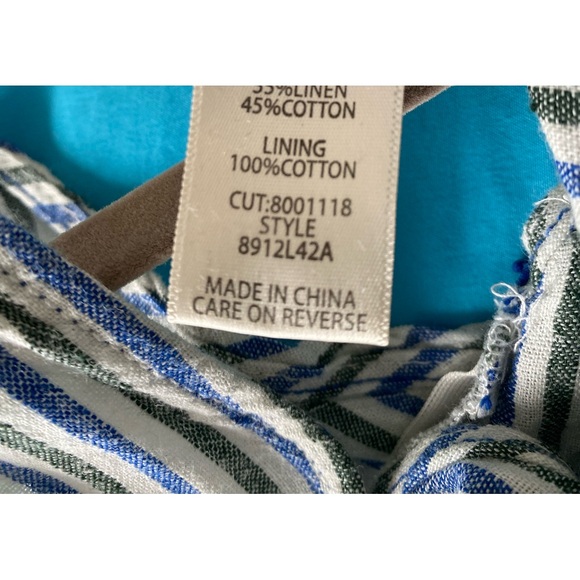 55%LINEN
45%COTTON
LINING
100%COTTON
CUT:8001118
STYLE
8912L42A
MADE IN CHINA
CARE ON REVERSE